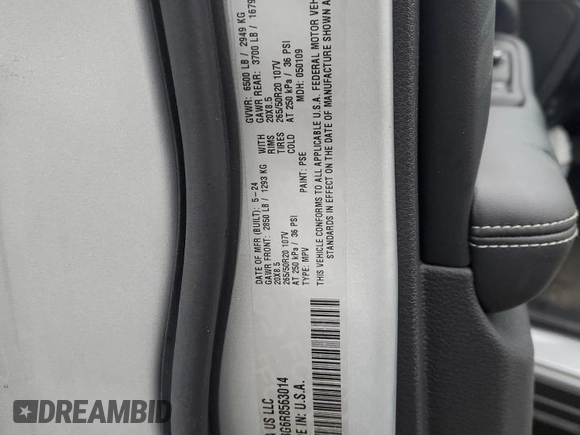 A US LLC
G6R8563014
E IN: U.S.A.
DATE OF MFR (BUILT): 5-24 GVWR: 6500 LB / 2949 KG
GAWR FRONT: 2850 LB / 1293 KG WITH GAWR REAR: 3700 LB / 1679
20X8.5 RIMS 20X8.5
265/50R20 107V TIRES 265/50R20 107V
AT 250 kPa / 36 PSI COLD AT 250 kPa / 36 PSI
TYPE: MPV PAINT: PSE MDH: 050109
THIS VEHICLE CONFORMS TO ALL APPLICABLE U.S.A. FEDERAL MOTOR VEH
STANDARDS IN EFFECT ON THE DATE OF MANUFACTURE SHOWN A
DREAMBID